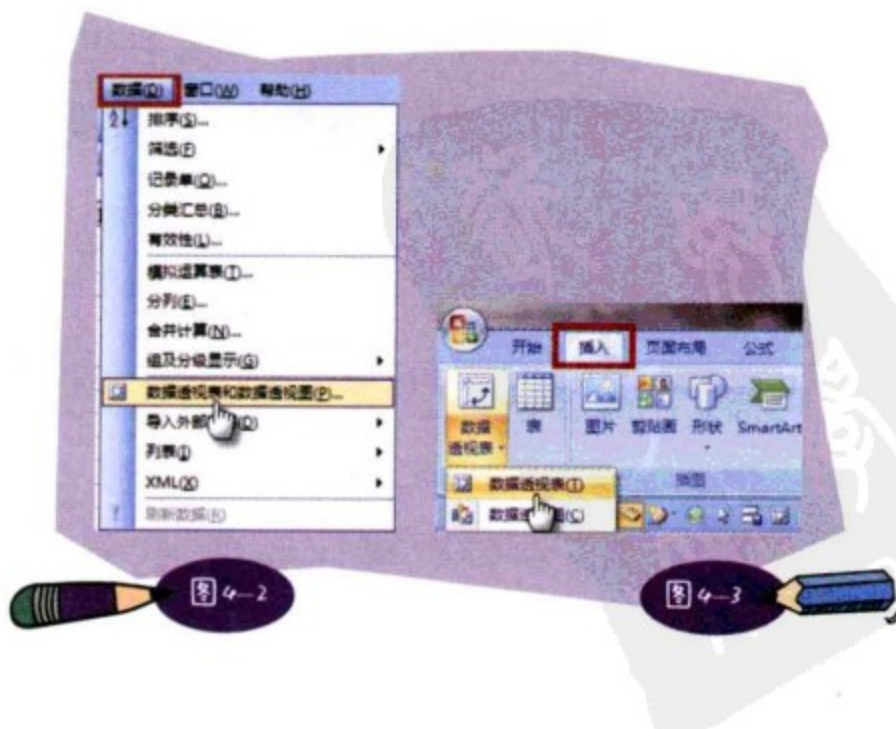 数据(D) 窗口(W) 帮助(H)
排序(S)...
筛选(F)
记录单(O)...
分类汇总(B)...
有效性(L)...
模拟运算表(T)...
分列(E)...
合并计算(N)...
组及分级显示(G)
数据透视表和数据透视图(P)...
导入外部 (D)
列表(I)
XML(X)
刷新数据(R)
图 4—2
开始 插入 页面布局 公式
数据透视表
表
图片
剪贴画
形状
SmartArt
插图
数据透视表(T)
数据 图(C)
图 4—3